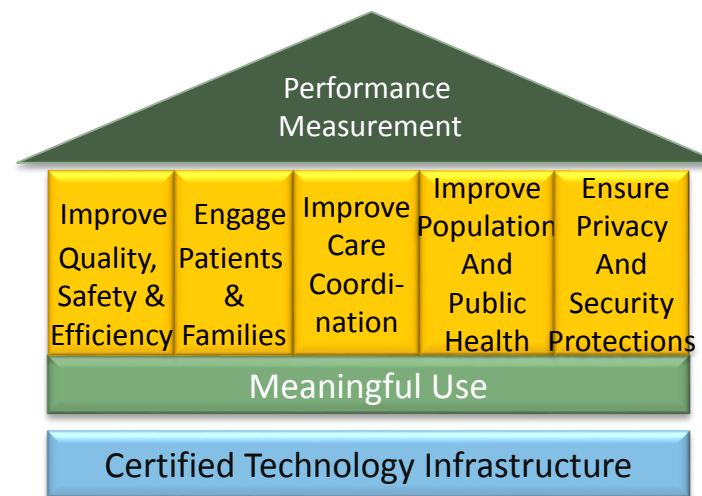 Performance
Measurement
Improve
Quality,
Safety &
Efficiency
Engage
Patients
&
Families
Improve
Care
Coordi-
nation
Improve
Population
And
Public
Health
Ensure
Privacy
And
Security
Protections
Meaningful Use
Certified Technology Infrastructure